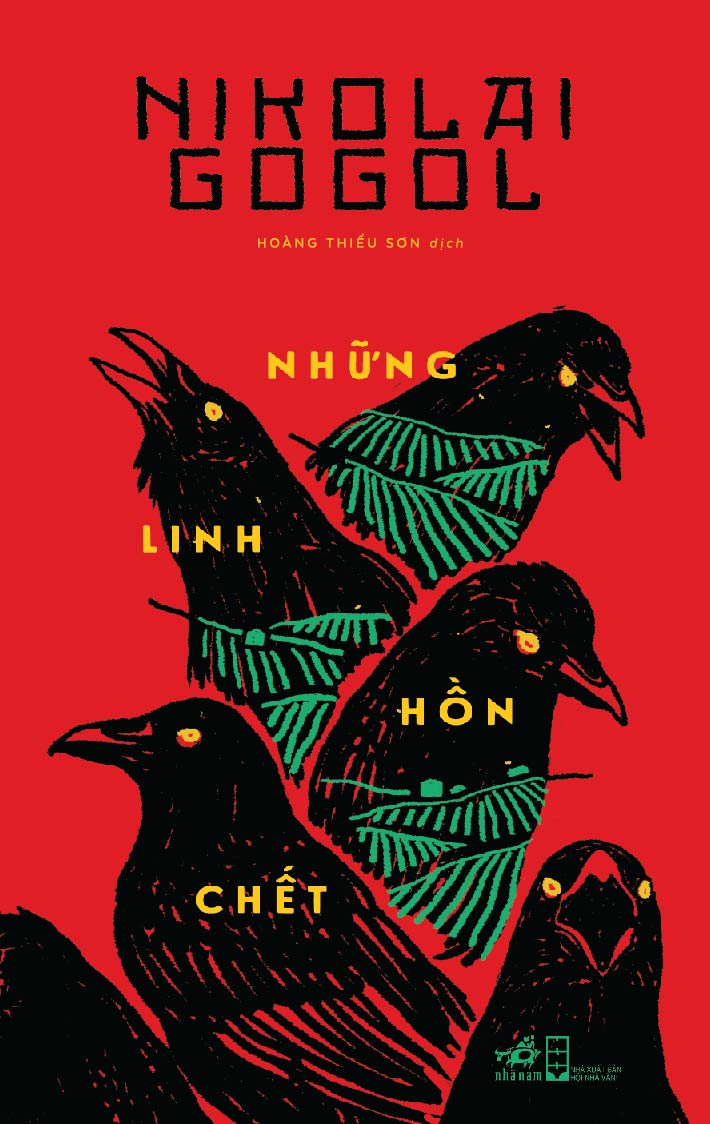 NIKOLAI
GOGOL
HOÀNG THIẾU SƠN dịch
NHỮNG
LINH
HỒN
CHẾT
nhã nam
NHÀ XUẤT BẢN
HỘI NHÀ VĂN